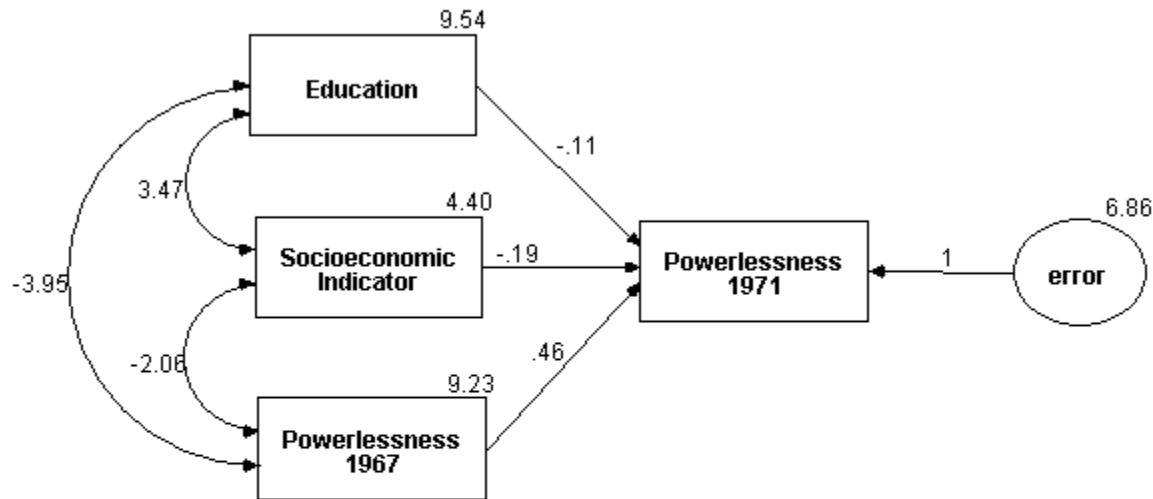 9.54
Education
-.11
3.47
4.40
Socioeconomic
Indicator
-.19
-3.95
-2.06
Powerlessness
1971
1
6.86
error
.46
9.23
Powerlessness
1967